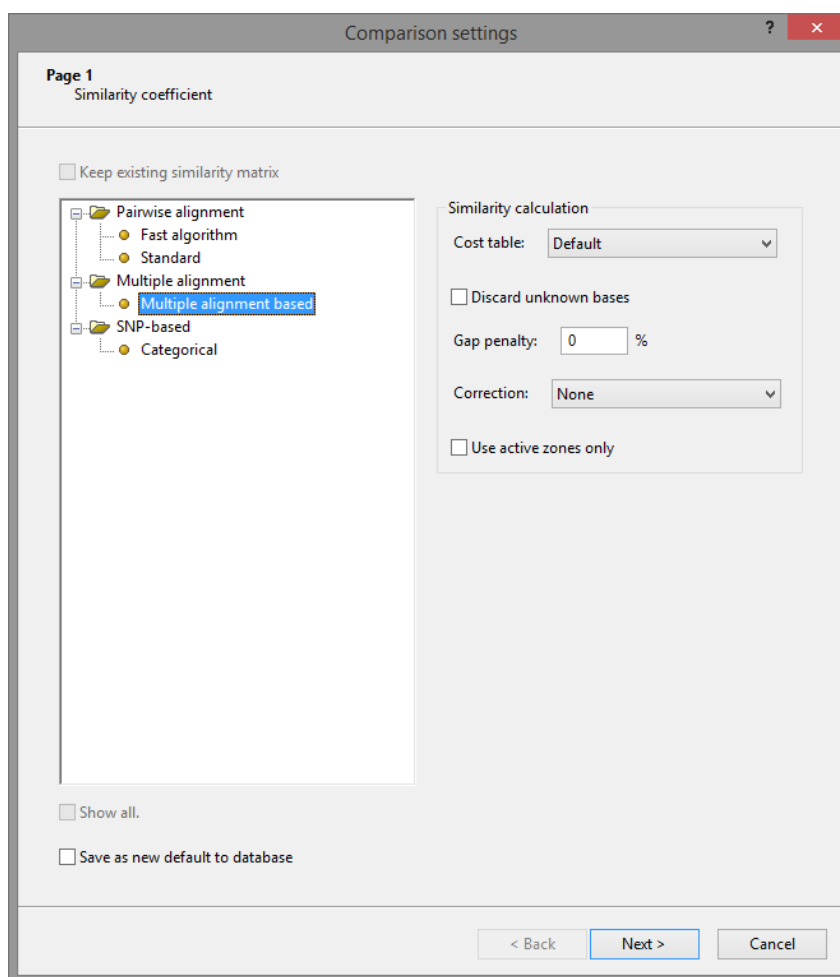 Comparison settings
?
Page 1
Similarity coefficient
Keep existing similarity matrix
Pairwise alignment
Fast algorithm
Standard
Multiple alignment
Multiple alignment based
SNP-based
Categorical
Similarity calculation
Cost table: Default
Discard unknown bases
Gap penalty: 0 %
Correction: None
Use active zones only
Show all.
Save as new default to database
< Back Next > Cancel